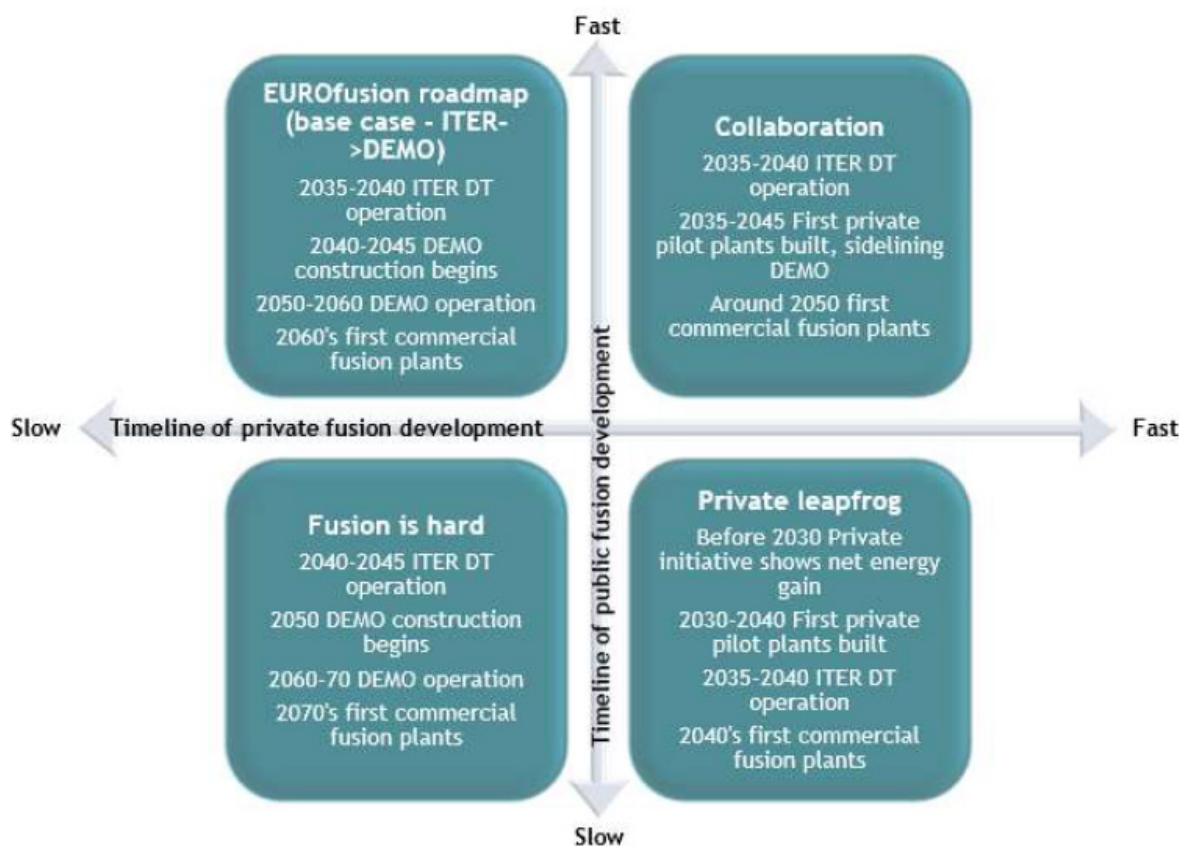 Fast
EUROfusion roadmap
(base case - ITER-
>DEMO)
2035-2040 ITER DT
operation
2040-2045 DEMO
construction begins
2050-2060 DEMO operation
2060's first commercial
fusion plants
Collaboration
2035-2040 ITER DT
operation
2035-2045 First private
pilot plants built, sidelining
DEMO
Around 2050 first
commercial fusion plants
Slow
Timeline of private fusion development
Timeline of public fusion development
Fast
Fusion is hard
2040-2045 ITER DT
operation
2050 DEMO construction
begins
2060-70 DEMO operation
2070's first commercial
fusion plants
Private leapfrog
Before 2030 Private
initiative shows net energy
gain
2030-2040 First private
pilot plants built
2035-2040 ITER DT
operation
2040's first commercial
fusion plants
Slow